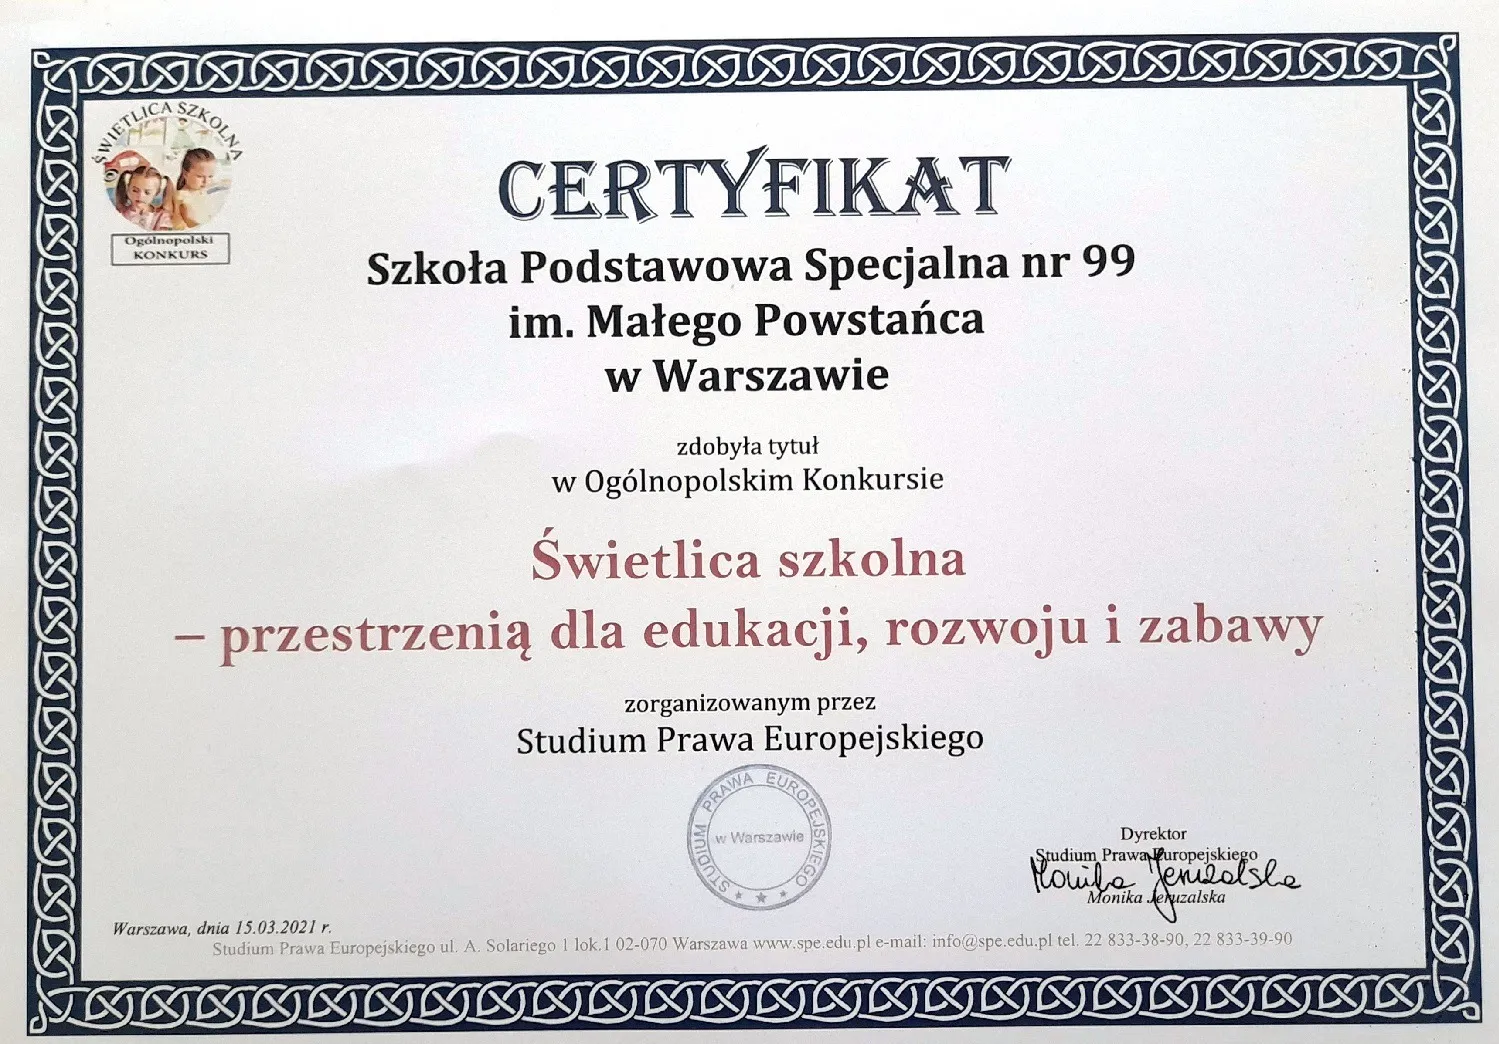 ŚWIETLICA SZKOLNA
Ogólnopolski
KONKURS
CERTYFIKAT
Szkoła Podstawowa Specjalna nr 99
im. Małego Powstańca
w Warszawie
zdobyła tytuł
w Ogólnopolskim Konkursie
Świetlica szkolna
– przestrzenią dla edukacji, rozwoju i zabawy
zorganizowanym przez
Studium Prawa Europejskiego
STUDIUM PRAWA EUROPEJSKIEGO
w Warszawie
Dyrektor
Studium Prawa Europejskiego
Monika Jeruzalska
Monika Jeruzalska
Warszawa, dnia 15.03.2021 r.
Studium Prawa Europejskiego ul. A. Solariego 1 lok.1 02-070 Warszawa www.spe.edu.pl e-mail: info@spe.edu.pl tel. 22 833-38-90, 22 833-39-90